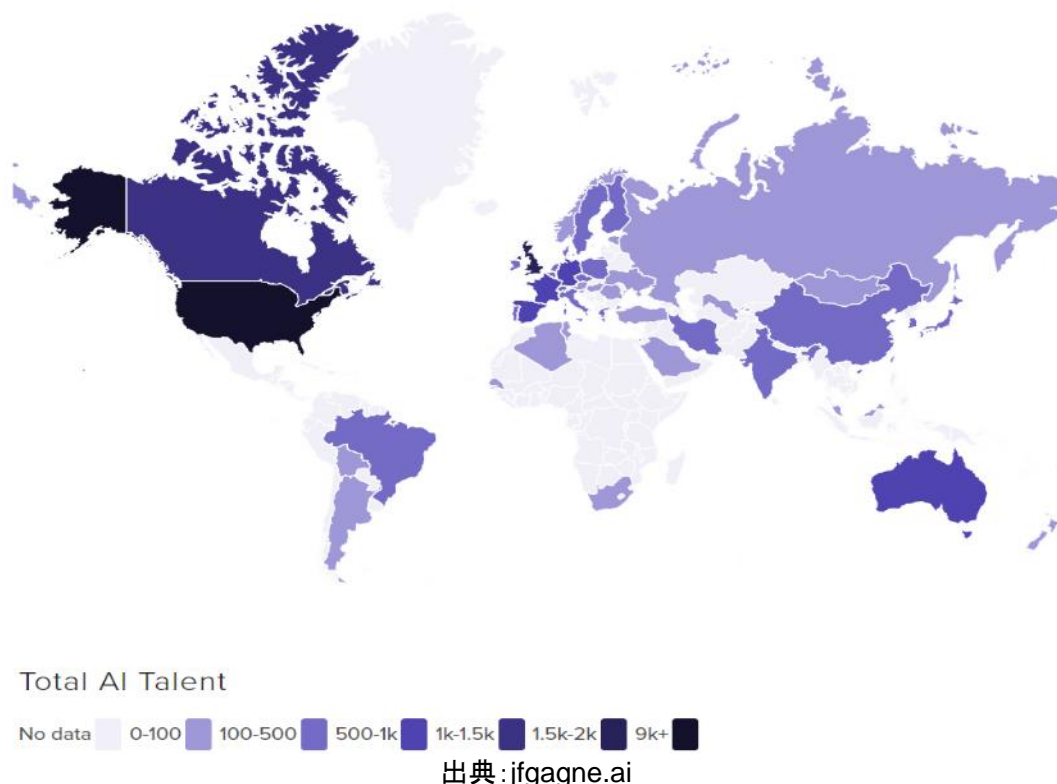 Total AI Talent
No data 0-100 100-500 500-1k 1k-1.5k 1.5k-2k 9k+
出典：jfgagne.ai